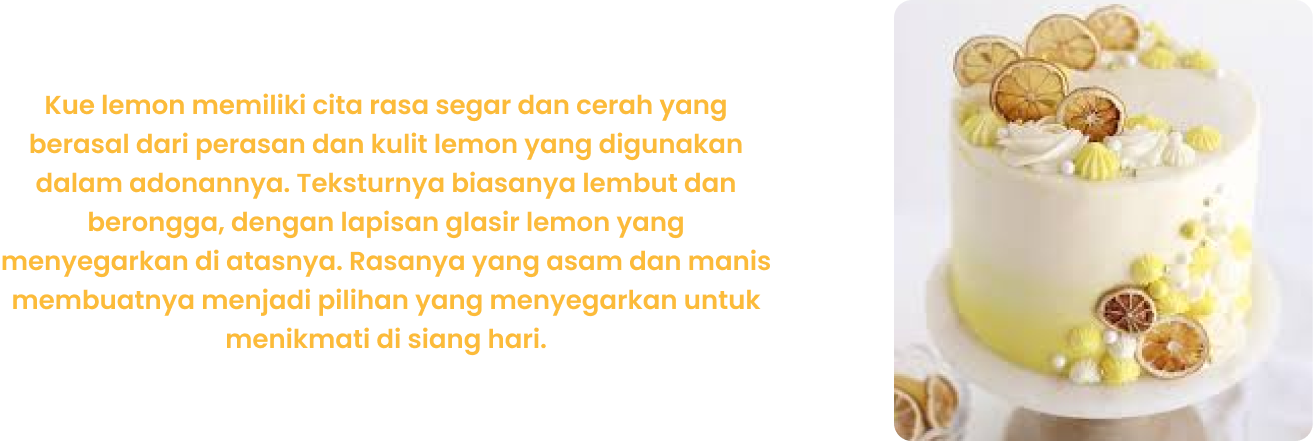 Kue lemon memiliki cita rasa segar dan cerah yang
berasal dari perasan dan kulit lemon yang digunakan
dalam adonannya. Teksturnya biasanya lembut dan
berongga, dengan lapisan glasir lemon yang
menyegarkan di atasnya. Rasanya yang asam dan manis
membuatnya menjadi pilihan yang menyegarkan untuk
menikmati di siang hari.